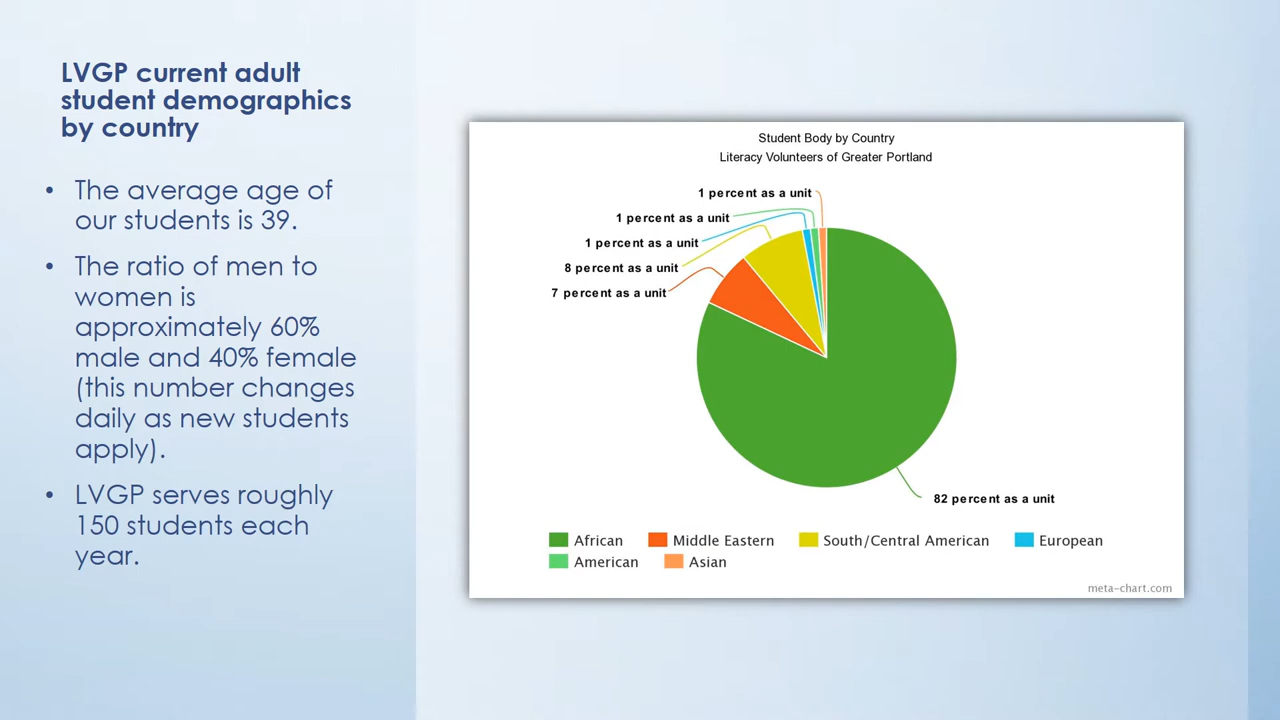 LVGP current adult
student demographics
by country
• The average age of
our students is 39.
• The ratio of men to
women is
approximately 60%
male and 40% female
(this number changes
daily as new students
apply).
• LVGP serves roughly
150 students each
year.
Student Body by Country
Literacy Volunteers of Greater Portland
1 percent as a unit
1 percent as a unit
1 percent as a unit
8 percent as a unit
7 percent as a unit
82 percent as a unit
African Middle Eastern South/Central American European
American Asian
meta-chart.com